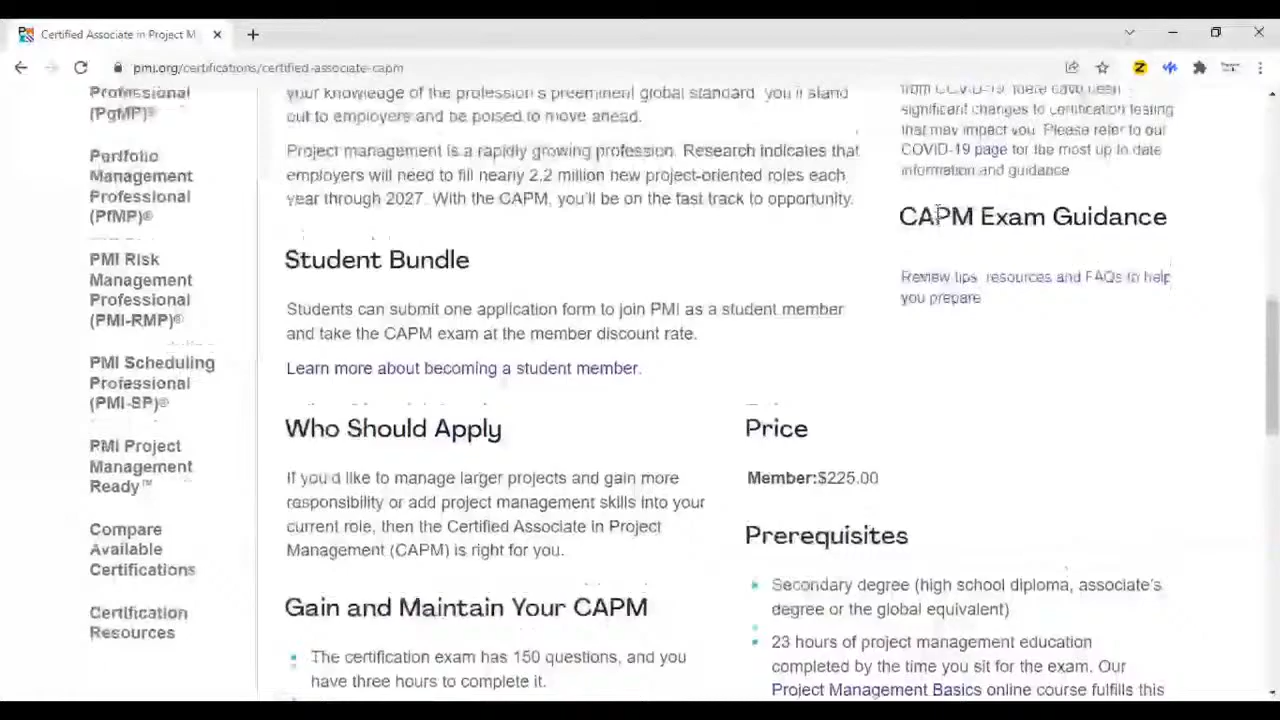 Certified Associate in Project M
pmi.org/certifications/certified-associate-capm
Professional
(PgMP)®
Portfolio
Management
Professional
(PfMP)®
PMI Risk
Management
Professional
(PMI-RMP)®
PMI Scheduling
Professional
(PMI-SP)®
PMI Project
Management
Ready™
Compare
Available
Certifications
Certification
Resources
your knowledge of the profession's preeminent global standard, you'll stand
out to employers and be poised to move ahead.
Project management is a rapidly growing profession. Research indicates that
employers will need to fill nearly 2.2 million new project-oriented roles each
year through 2027. With the CAPM, you'll be on the fast track to opportunity.
Student Bundle
Students can submit one application form to join PMI as a student member
and take the CAPM exam at the member discount rate.
Learn more about becoming a student member.
Who Should Apply
If you'd like to manage larger projects and gain more
responsibility or add project management skills into your
current role, then the Certified Associate in Project
Management (CAPM) is right for you.
Gain and Maintain Your CAPM
The certification exam has 150 questions, and you
have three hours to complete it.
Price
Member:$225.00
Prerequisites
Secondary degree (high school diploma, associate's
degree or the global equivalent)
23 hours of project management education
completed by the time you sit for the exam. Our
Project Management Basics online course fulfills this
from COVID-19, there have been
significant changes to certification testing
that may impact you. Please refer to our
COVID-19 page for the most up to date
information and guidance
CAPM Exam Guidance
Review tips, resources and FAQs to help
you prepare